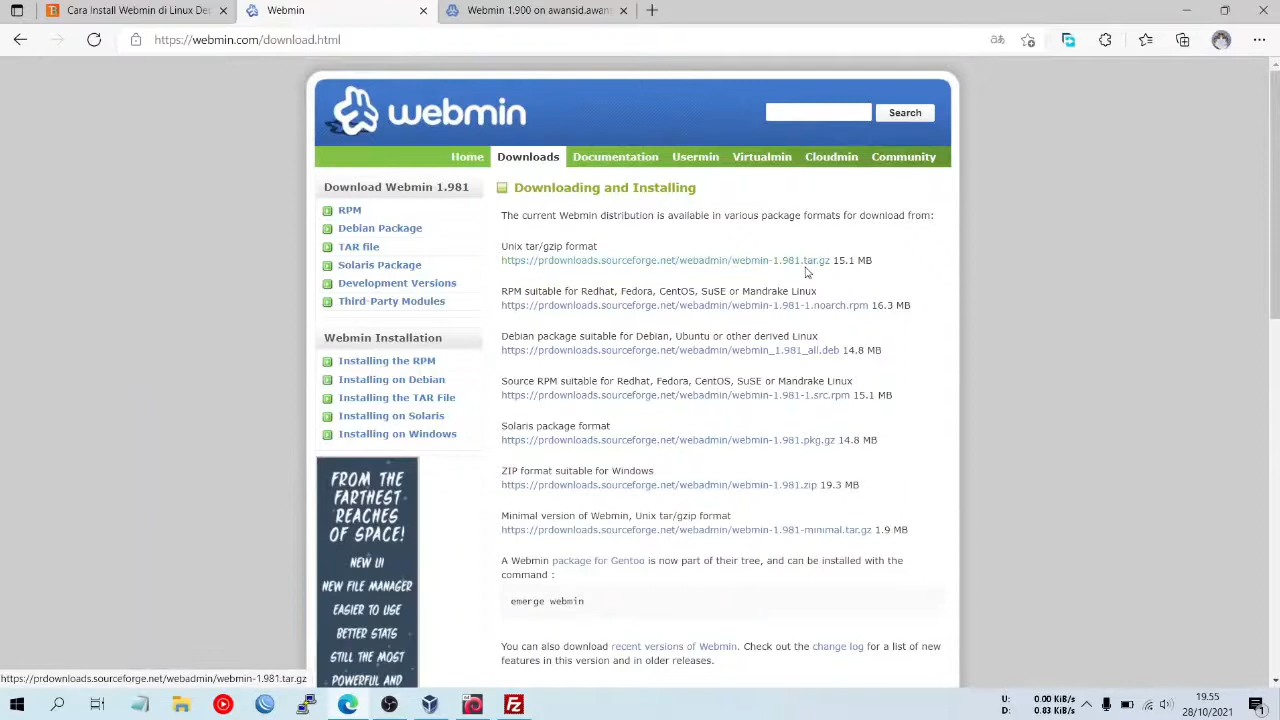 Cara Install Webmin di Linux De
Webmin
Webmin 1.900 on awansid.awan
https://webmin.com/download.html
webmin
Search
Home
Downloads
Documentation
Usermin
Virtualmin
Cloudmin
Community
Download Webmin 1.981
RPM
Debian Package
TAR file
Solaris Package
Development Versions
Third-Party Modules
Webmin Installation
Installing the RPM
Installing on Debian
Installing the TAR File
Installing on Solaris
Installing on Windows
FROM THE
FARTHEST
REACHES
OF SPACE!
NEW UI
NEW FILE MANAGER
EASIER TO USE
BETTER STATS
STILL THE MOST
POWERFUL AND
Downloading and Installing
The current Webmin distribution is available in various package formats for download from:
Unix tar/gzip format
https://prdownloads.sourceforge.net/webadmin/webmin-1.981.tar.gz 15.1 MB
RPM suitable for Redhat, Fedora, CentOS, SuSE or Mandrake Linux
https://prdownloads.sourceforge.net/webadmin/webmin-1.981-1.noarch.rpm 16.3 MB
Debian package suitable for Debian, Ubuntu or other derived Linux
https://prdownloads.sourceforge.net/webadmin/webmin_1.981_all.deb 14.8 MB
Source RPM suitable for Redhat, Fedora, CentOS, SuSE or Mandrake Linux
https://prdownloads.sourceforge.net/webadmin/webmin-1.981-1.src.rpm 15.1 MB
Solaris package format
https://prdownloads.sourceforge.net/webadmin/webmin-1.981.pkg.gz 14.8 MB
ZIP format suitable for Windows
https://prdownloads.sourceforge.net/webadmin/webmin-1.981.zip 19.3 MB
Minimal version of Webmin, Unix tar/gzip format
https://prdownloads.sourceforge.net/webadmin/webmin-1.981-minimal.tar.gz 1.9 MB
A Webmin package for Gentoo is now part of their tree, and can be installed with the
command :
emerge webmin
You can also download recent versions of Webmin. Check out the change log for a list of new
features in this version and in older releases.
https://prdownloads.sourceforge.net/webadmin/webmin-1.981.tar.gz
U: 0.00 KiB/s
D: 0.83 KiB/s
19.55
28/10/2021